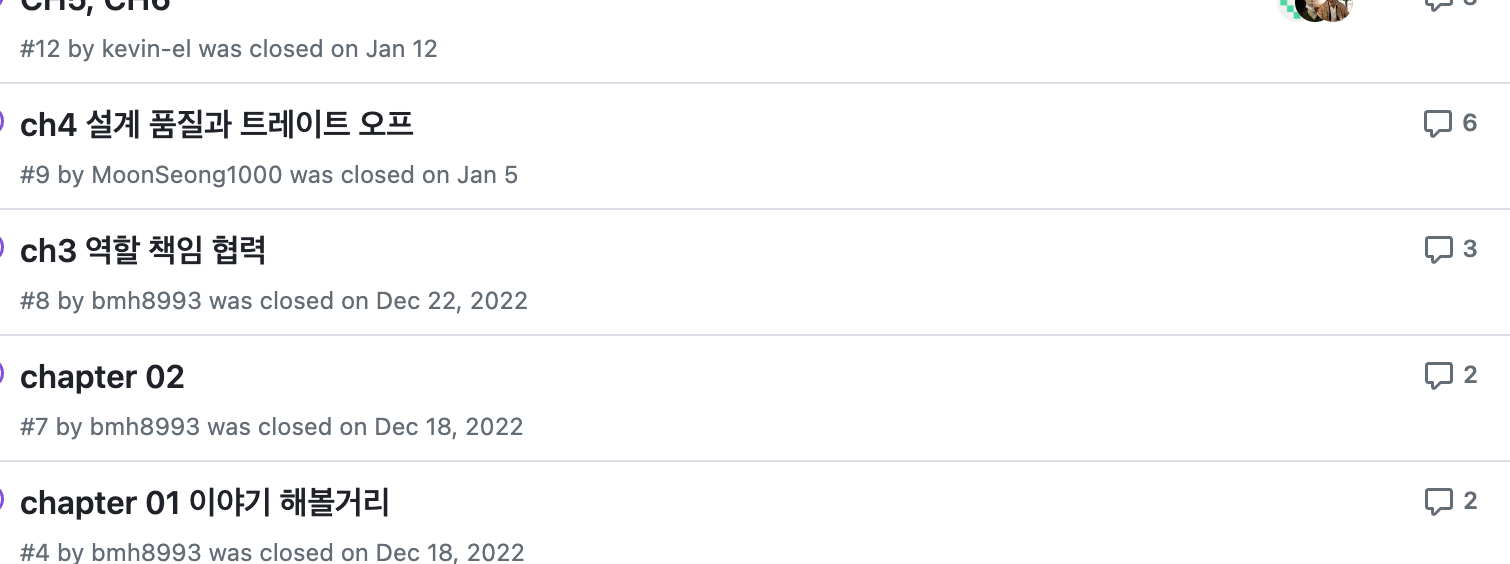 CH5, CH6
#12 by kevin-el was closed on Jan 12
ch4 설계 품질과 트레이트 오프
6
#9 by MoonSeong1000 was closed on Jan 5
ch3 역할 책임 협력
3
#8 by bmh8993 was closed on Dec 22, 2022
chapter 02
2
#7 by bmh8993 was closed on Dec 18, 2022
chapter 01 이야기 해볼거리
2
#4 by bmh8993 was closed on Dec 18, 2022